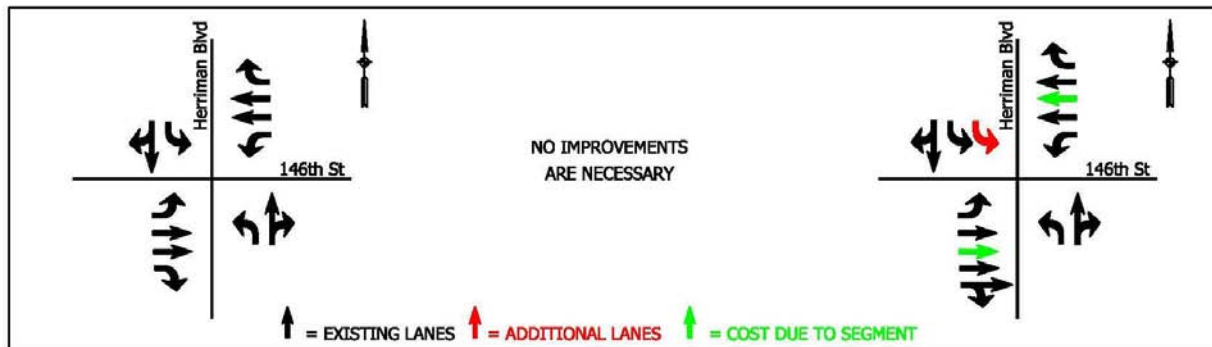 Herriman Blvd
146th St
NO IMPROVEMENTS
ARE NECESSARY
Herriman Blvd
146th St
= EXISTING LANES
= ADDITIONAL LANES
= COST DUE TO SEGMENT